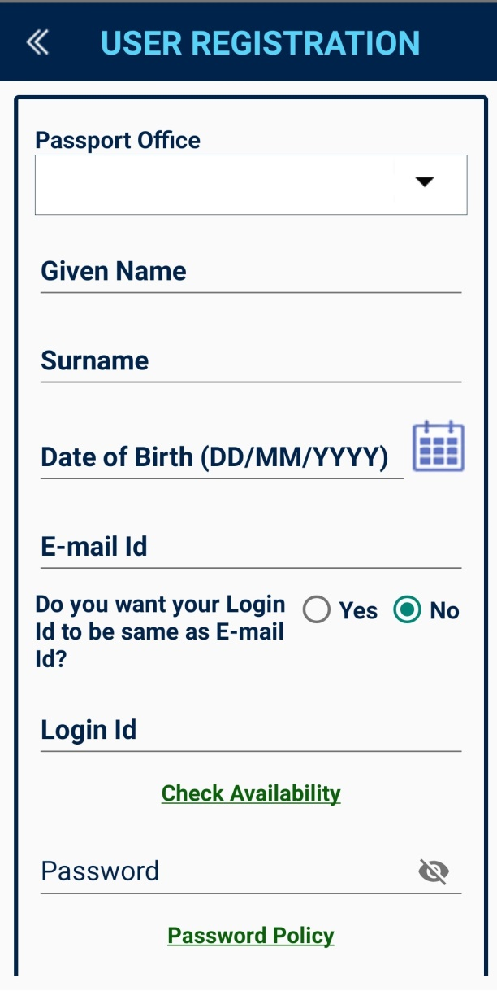 USER REGISTRATION
Passport Office
Given Name
Surname
Date of Birth (DD/MM/YYYY)
E-mail Id
Do you want your Login
Id to be same as E-mail
Id?
Yes
No
Login Id
Check Availability
Password
Password Policy